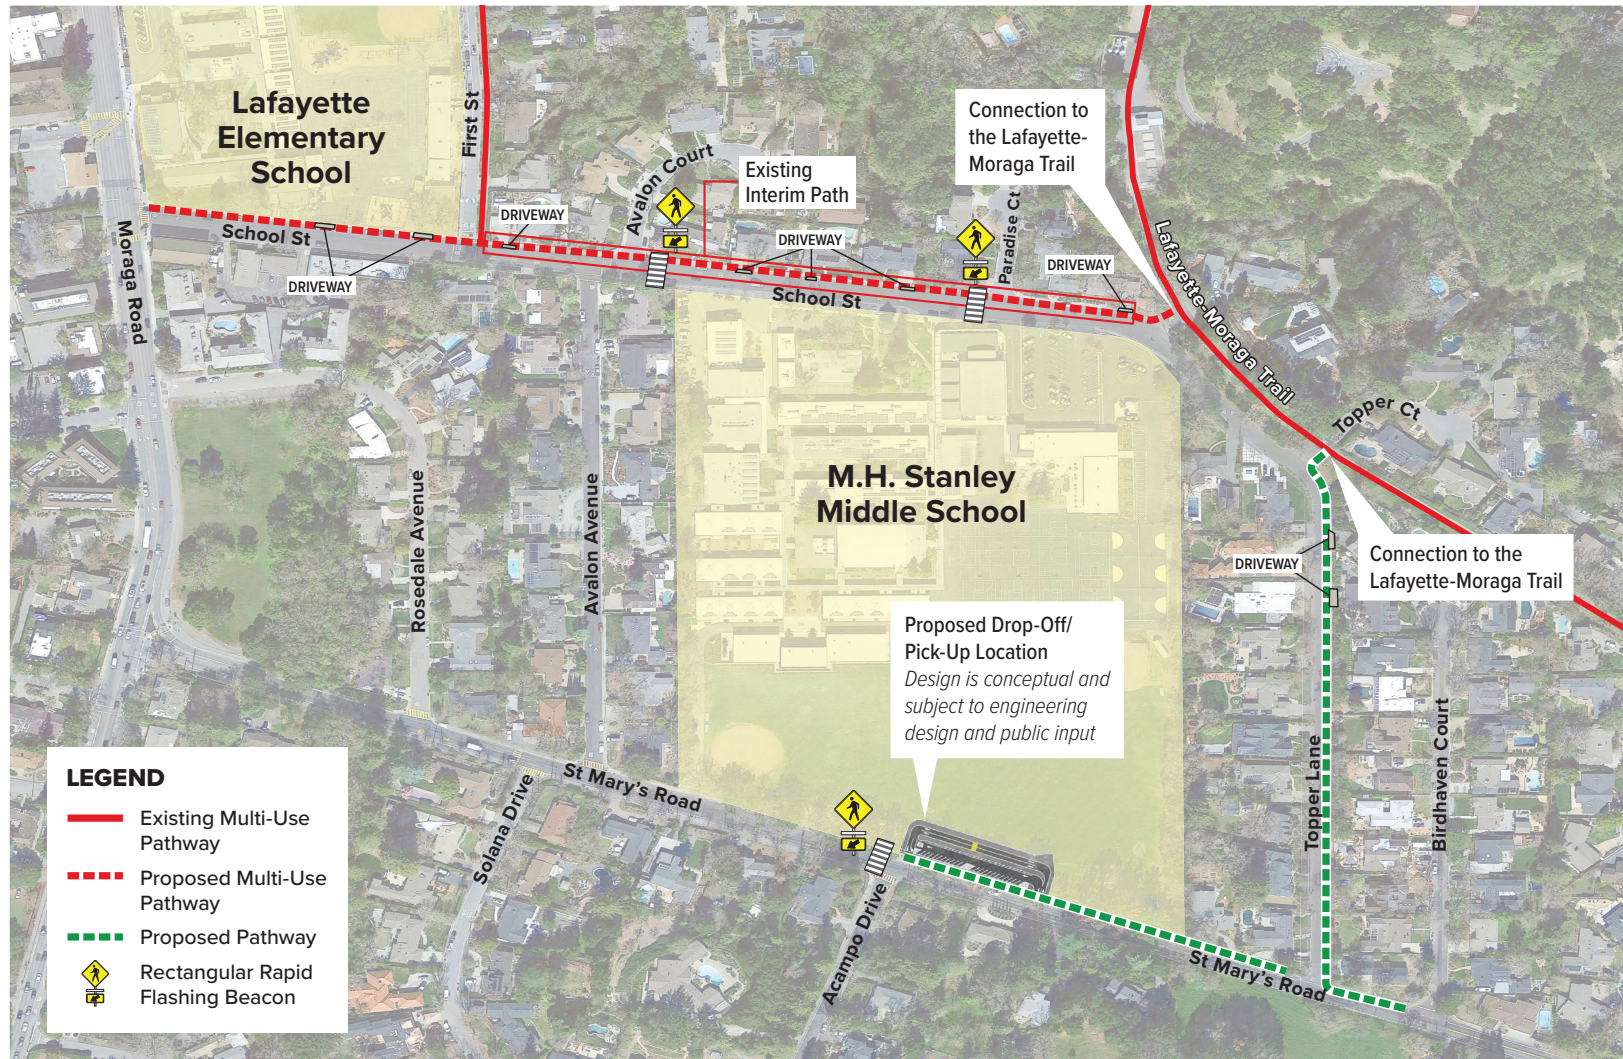 Lafayette
Elementary
School
First St
Avalon Court
Existing
Interim Path
Connection to
the Lafayette-
Moraga Trail
Paradise Ct
DRIVEWAY
School St
DRIVEWAY
DRIVEWAY
DRIVEWAY
School St
Moraga Road
Lafayette-Moraga Trail
Topper Ct
M.H. Stanley
Middle School
Rosedale Avenue
Avalon Avenue
DRIVEWAY
Connection to the
Lafayette-Moraga Trail
Proposed Drop-Off/
Pick-Up Location
Design is conceptual and
subject to engineering
design and public input
Topper Lane
Birdhaven Court
St Mary's Road
Solana Drive
Acampo Drive
St Mary's Road
LEGEND
Existing Multi-Use
Pathway
Proposed Multi-Use
Pathway
Proposed Pathway
Rectangular Rapid
Flashing Beacon